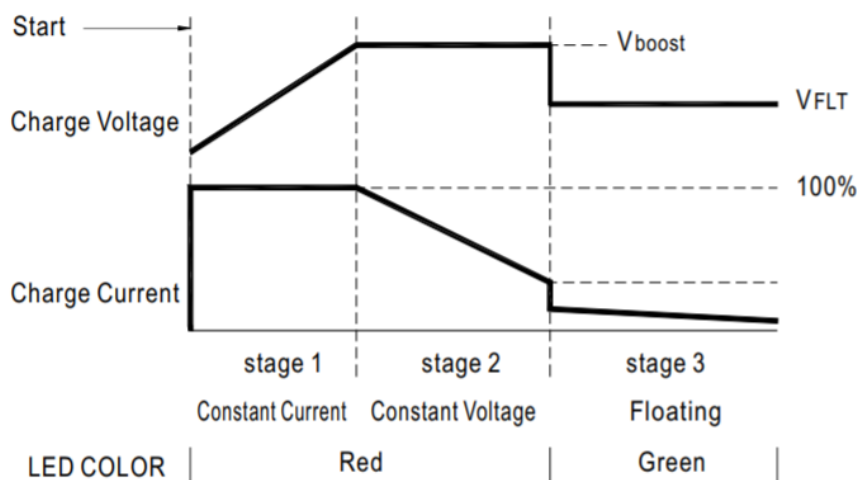 Start
Vboost
Charge Voltage
VFLT
100%
Charge Current
stage 1 stage 2 stage 3
Constant Current Constant Voltage Floating
LED COLOR Red Green